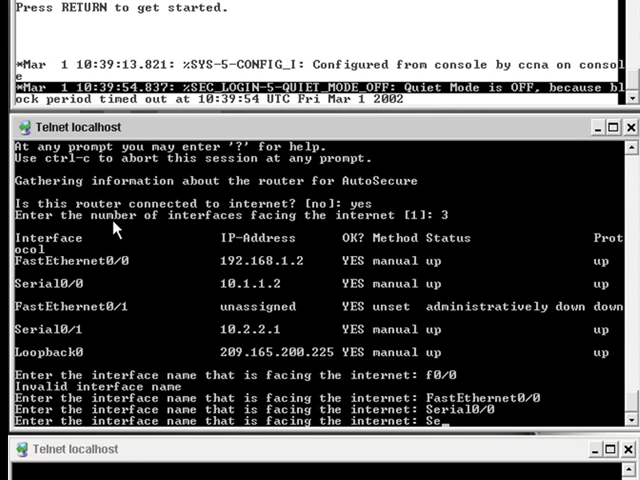 Press RETURN to get started.
*Mar  1 10:39:13.821: %SYS-5-CONFIG_I: Configured from console by ccna on consol
e
*Mar  1 10:39:54.837: %SEC_LOGIN-5-QUIET_MODE_OFF: Quiet Mode is OFF, because bl
ock period timed out at 10:39:54 UTC Fri Mar 1 2002
Telnet localhost
At any prompt you may enter '?' for help.
Use ctrl-c to abort this session at any prompt.
Gathering information about the router for AutoSecure
Is this router connected to internet? [no]: yes
Enter the number of interfaces facing the internet [1]: 3
Interface IP-Address OK? Method Status Prot
ocol
FastEthernet0/0 192.168.1.2 YES manual up up
Serial0/0 10.1.1.2 YES manual up up
FastEthernet0/1 unassigned YES unset administratively down down
Serial0/1 10.2.2.1 YES manual up up
Loopback0 209.165.200.225 YES manual up up
Enter the interface name that is facing the internet: f0/0
Invalid interface name
Enter the interface name that is facing the internet: FastEthernet0/0
Enter the interface name that is facing the internet: Serial0/0
Enter the interface name that is facing the internet: Se
Telnet localhost